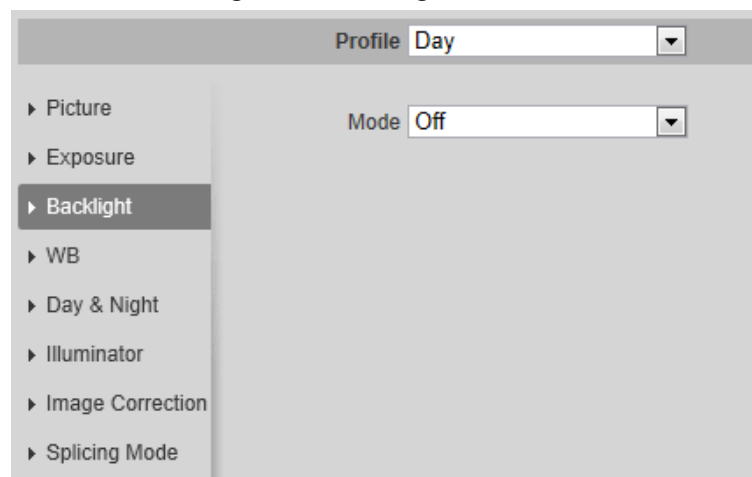 Profile Day
Picture
Mode Off
Exposure
Backlight
WB
Day & Night
Illuminator
Image Correction
Splicing Mode